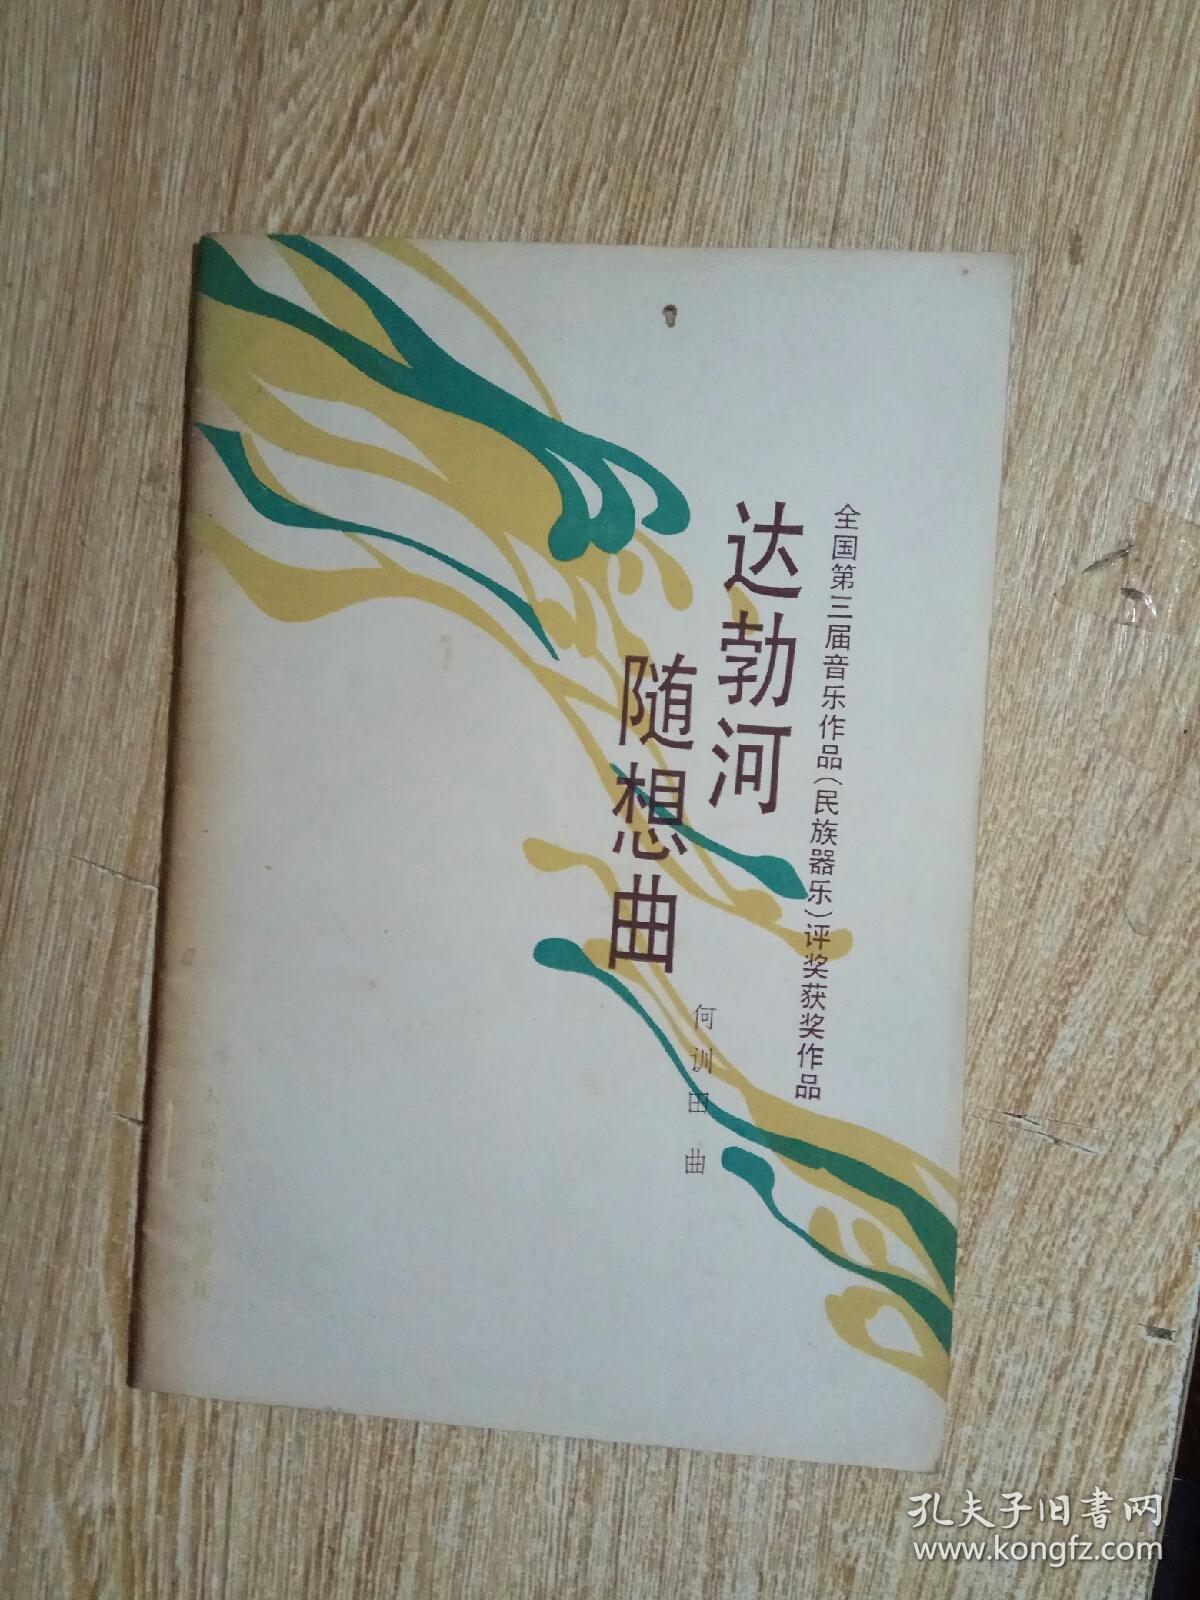 全国第三届音乐作品(民族器乐)评奖获奖作品
达勃河
随想曲
何训田 曲
孔夫子旧書网
www.kongfz.com